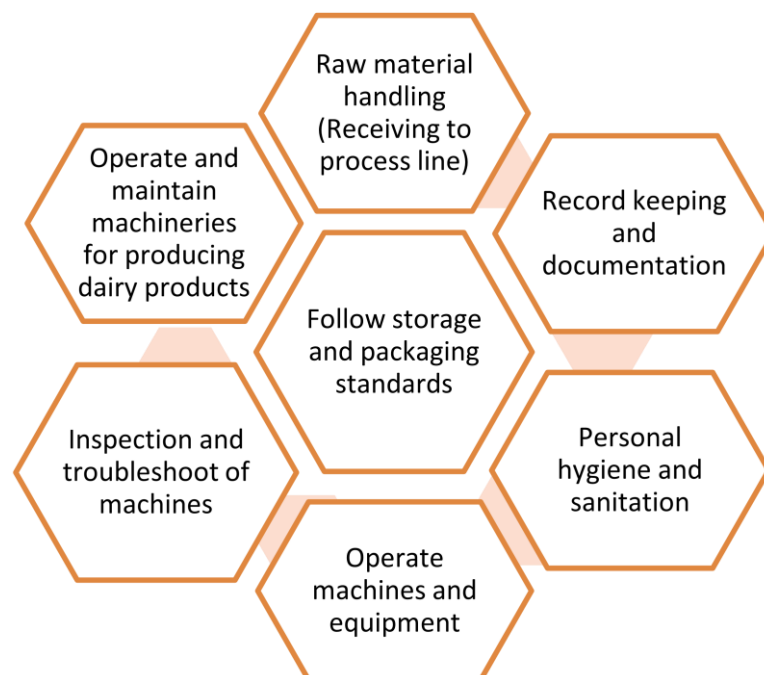 Raw material
handling
(Receiving to
process line)
Operate and
maintain
machineries
for producing
dairy products
Record keeping
and
documentation
Follow storage
and packaging
standards
Inspection and
troubleshoot of
machines
Personal
hygiene and
sanitation
Operate
machines and
equipment